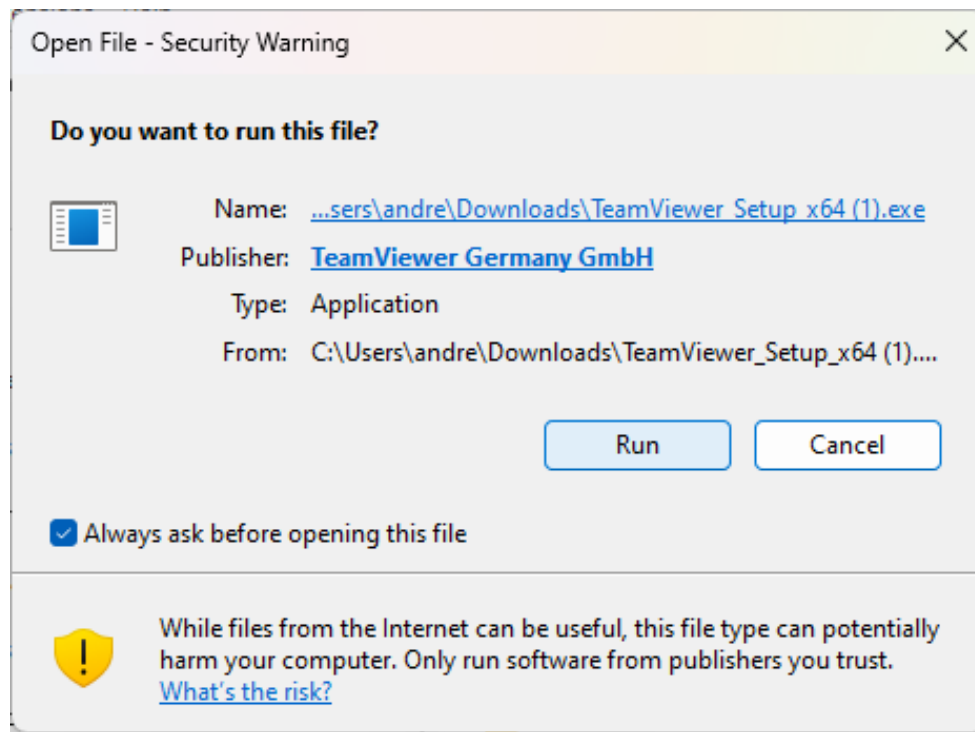 Open File - Security Warning
Do you want to run this file?
Name: ...sers\andre\Downloads\TeamViewer_Setup_x64 (1).exe
Publisher: TeamViewer Germany GmbH
Type: Application
From: C:\Users\andre\Downloads\TeamViewer_Setup_x64 (1)....
Run Cancel
Always ask before opening this file
While files from the Internet can be useful, this file type can potentially
harm your computer. Only run software from publishers you trust.
What's the risk?